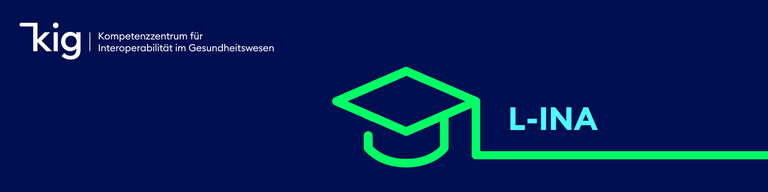 kig
Kompetenzzentrum für
Interoperabilität im Gesundheitswesen
L-INA